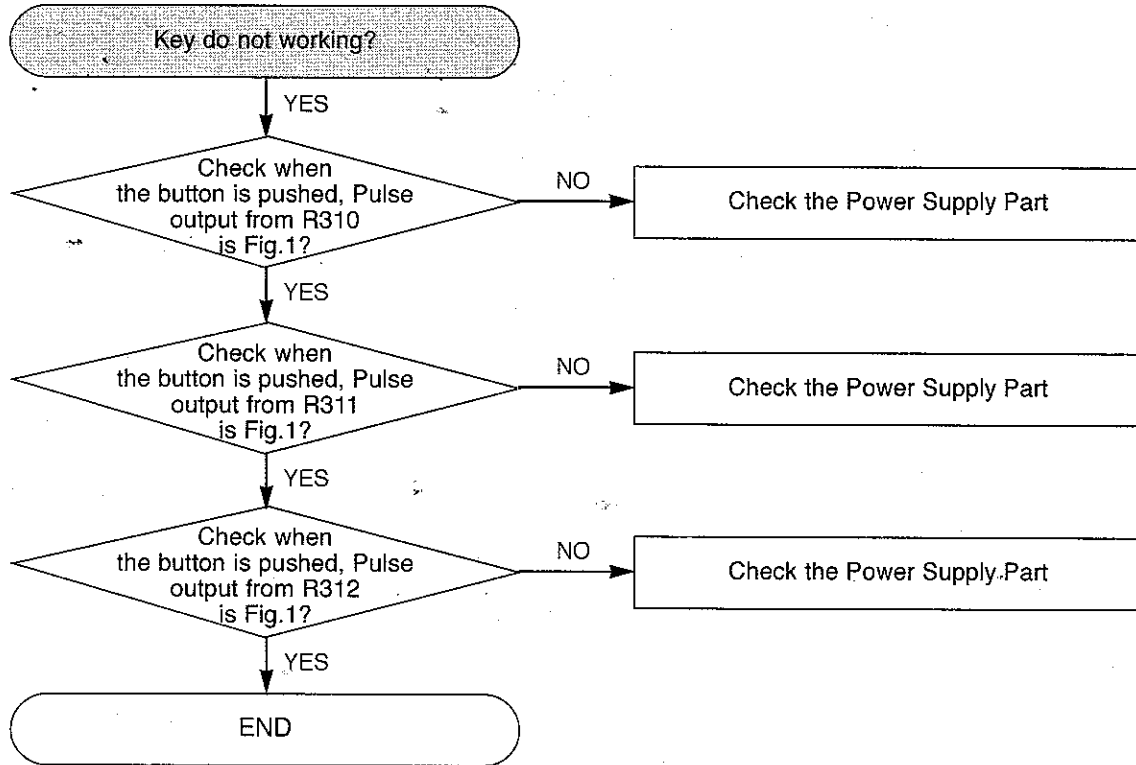 Key do not working?
YES
Check when
the button is pushed, Pulse
output from R310
is Fig.1?
NO
Check the Power Supply Part
YES
Check when
the button is pushed, Pulse
output from R311
is Fig.1?
NO
Check the Power Supply Part
YES
Check when
the button is pushed, Pulse
output from R312
is Fig.1?
NO
Check the Power Supply Part
YES
END